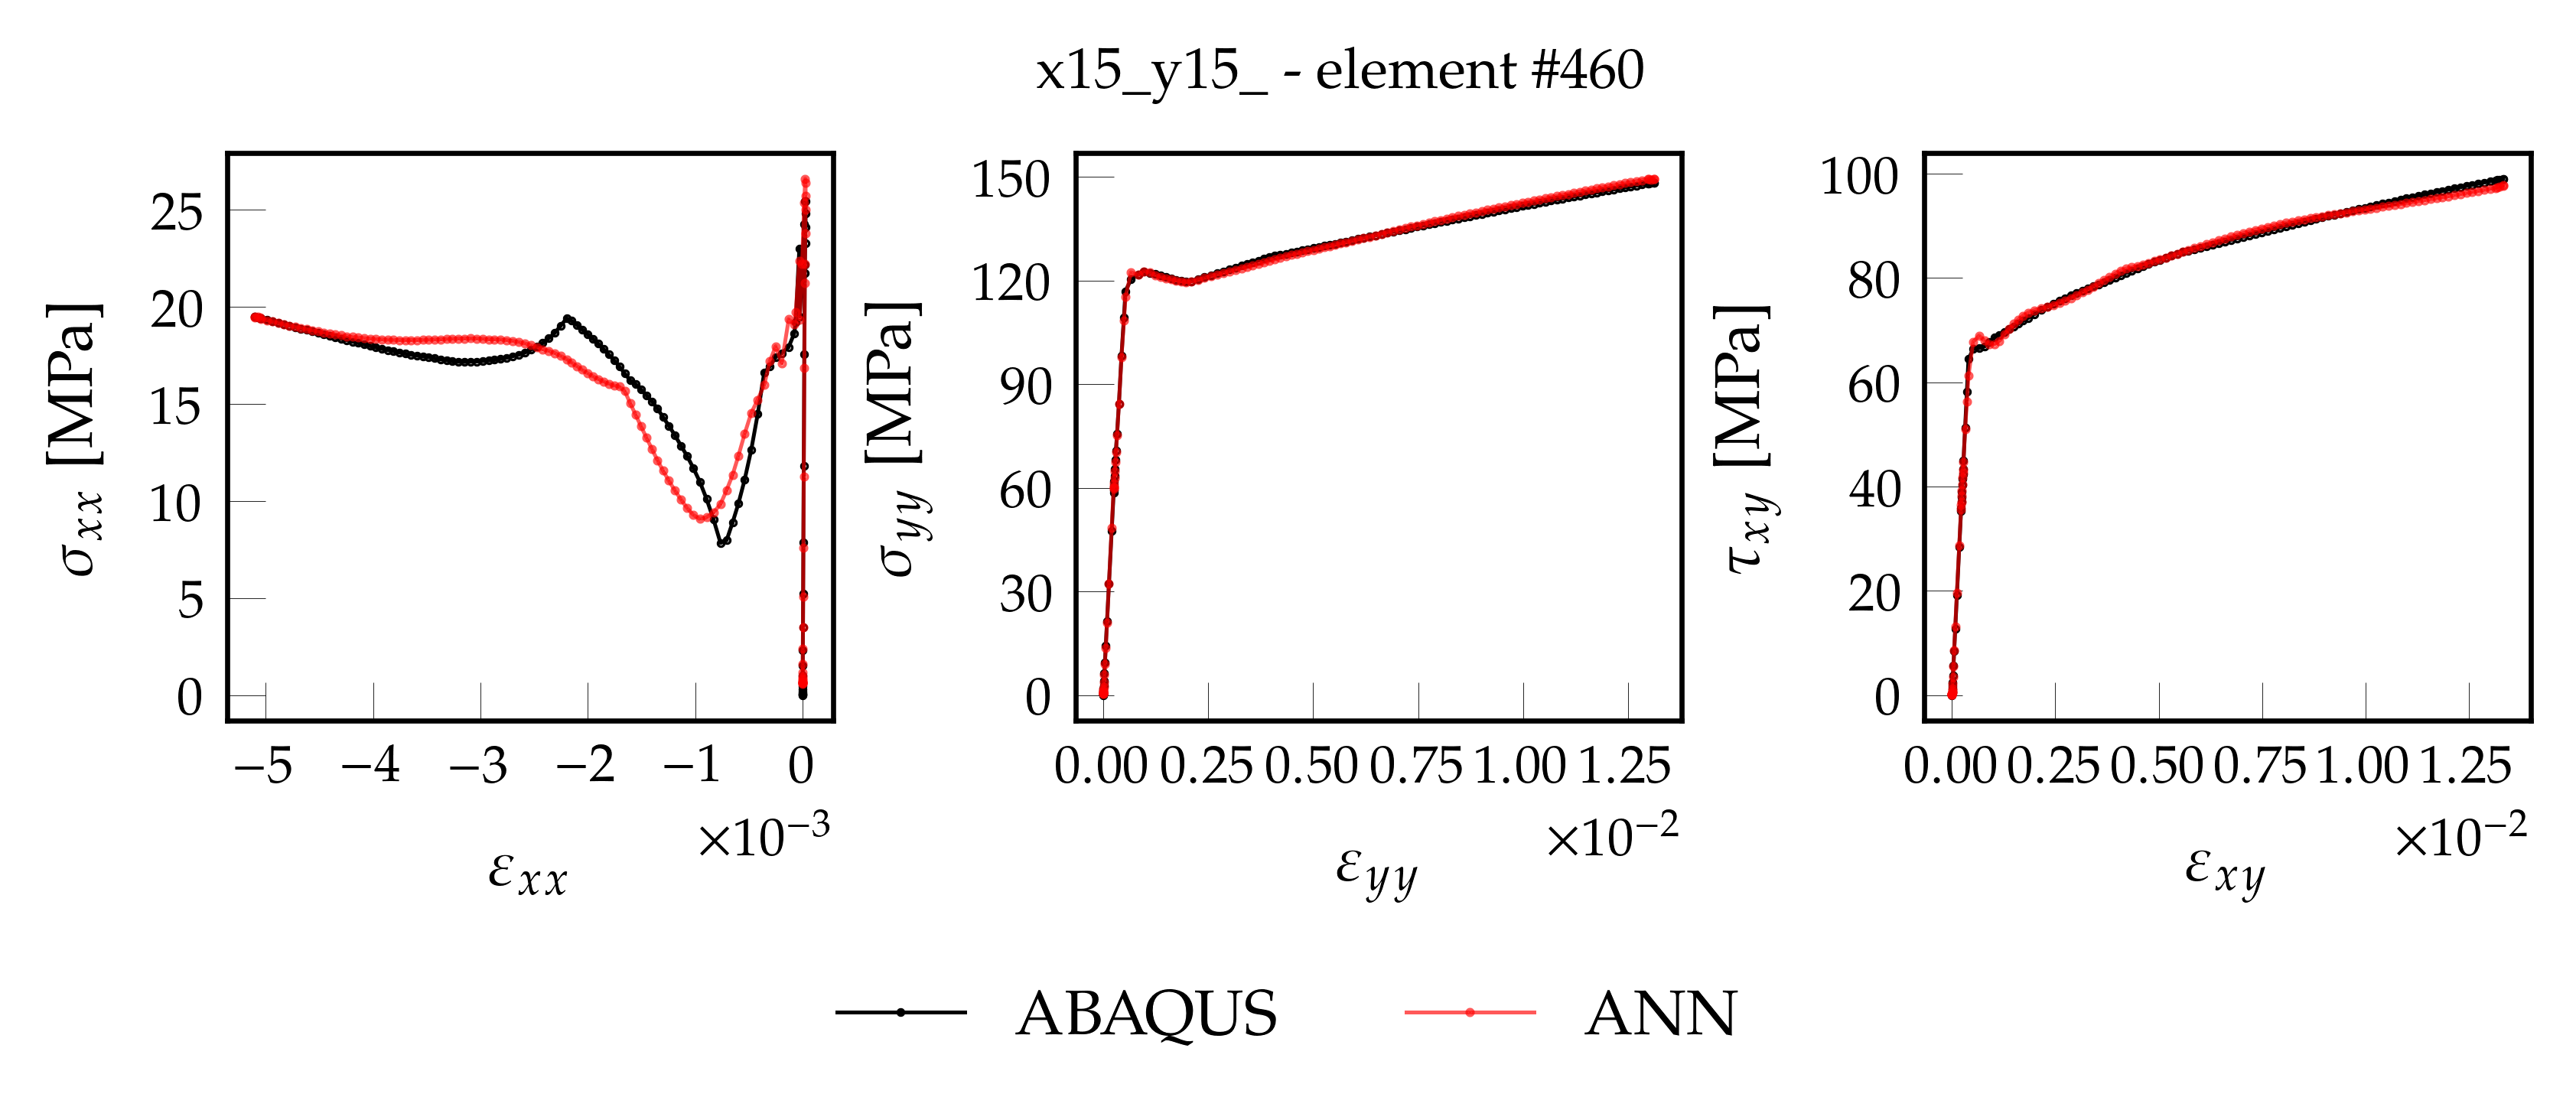 x15_y15_ - element #460
σxx [MPa]
25
20
15
10
5
0
−5 −4 −3 −2 −1 0
×10−3
εxx
σyy [MPa]
150
120
90
60
30
0
0.00 0.25 0.50 0.75 1.00 1.25
×10−2
εyy
τxy [MPa]
100
80
60
40
20
0
0.00 0.25 0.50 0.75 1.00 1.25
×10−2
εxy
ABAQUS ANN